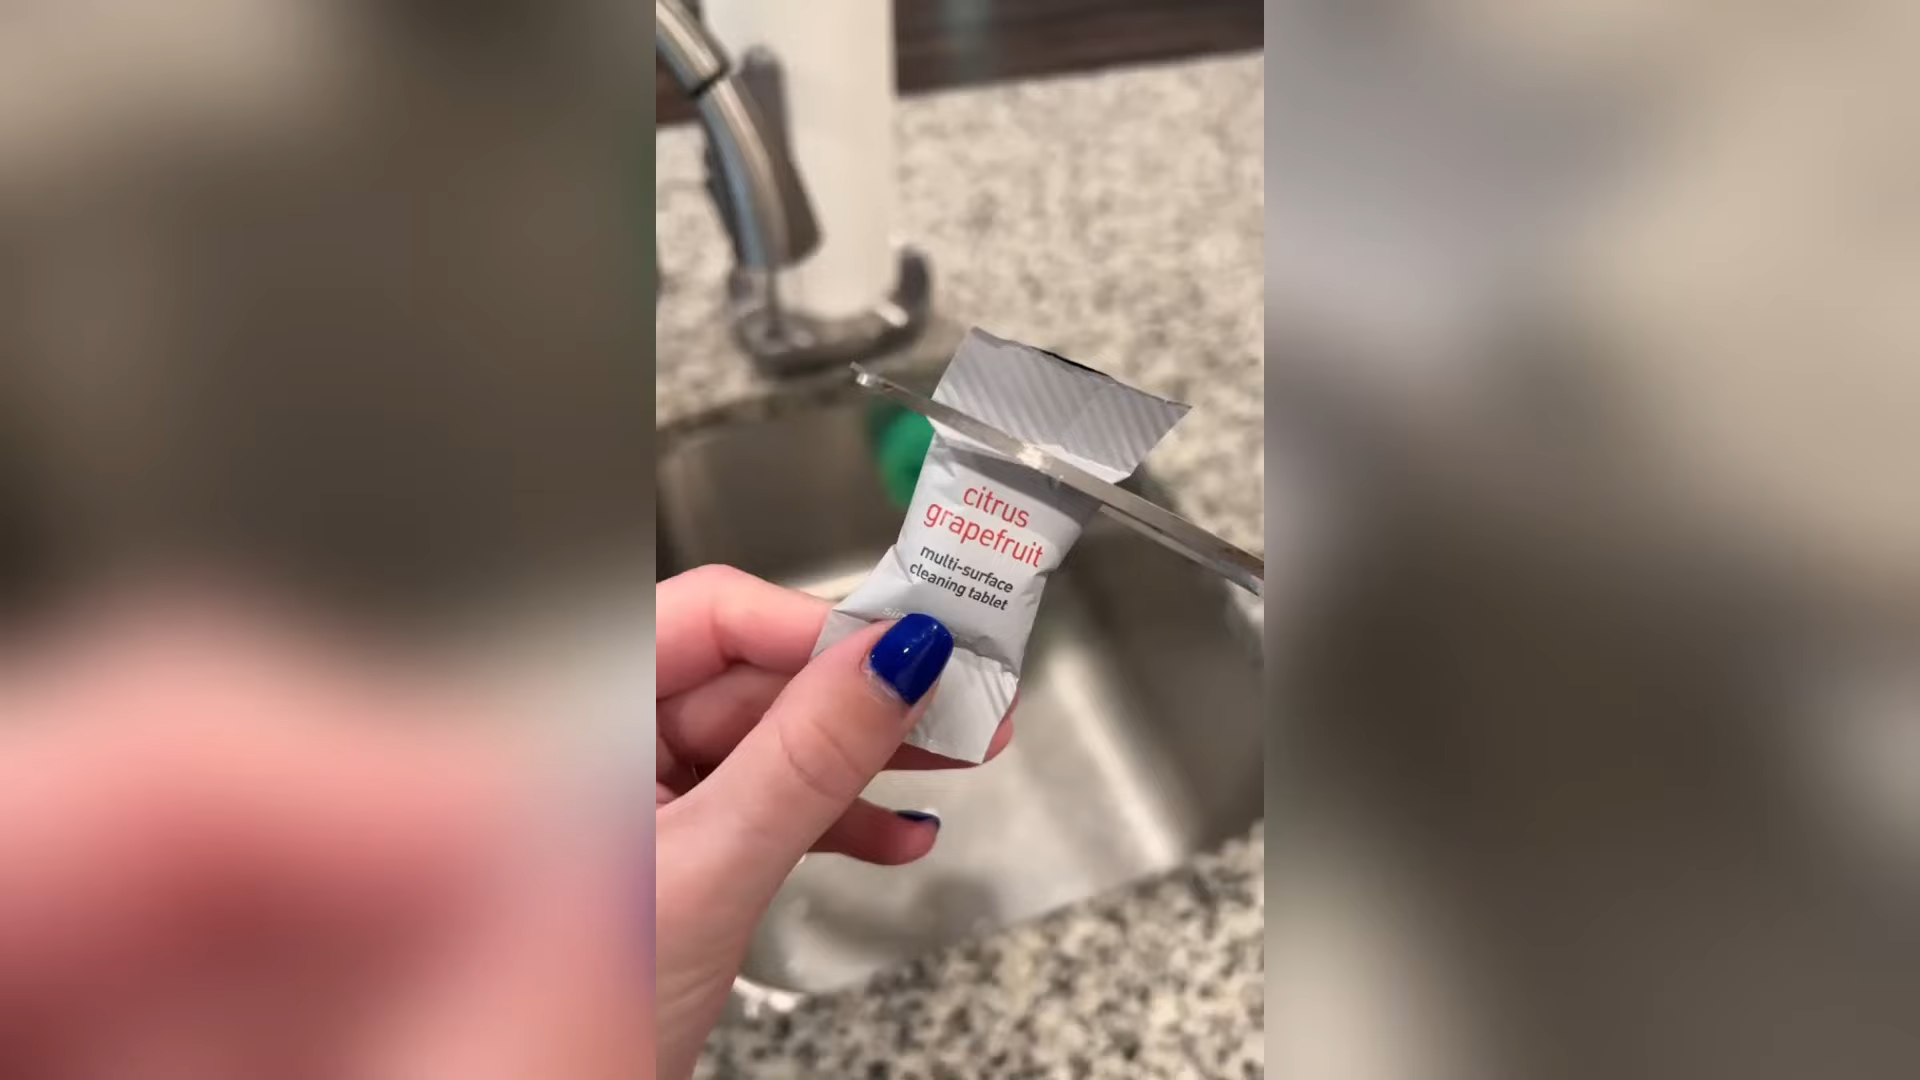 citrus
grapefruit
multi-surface
cleaning tablet